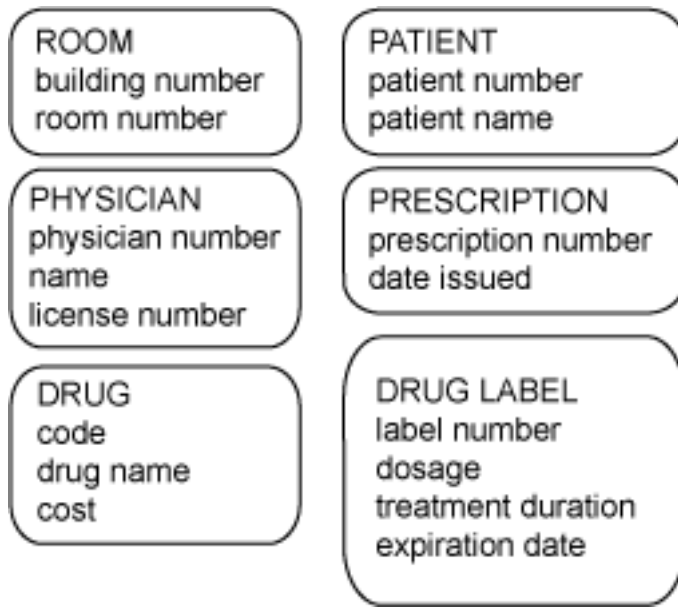 ROOM
building number
room number
PATIENT
patient number
patient name
PHYSICIAN
physician number
name
license number
PRESCRIPTION
prescription number
date issued
DRUG
code
drug name
cost
DRUG LABEL
label number
dosage
treatment duration
expiration date